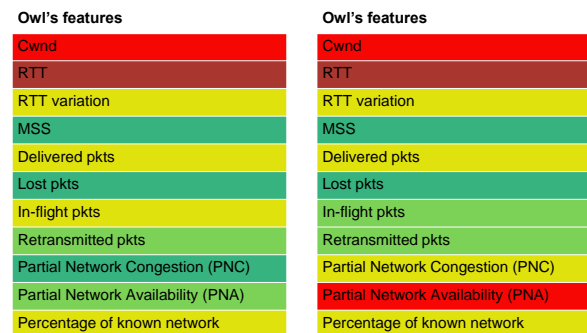 Owl's features
Cwnd
RTT
RTT variation
MSS
Delivered pkts
Lost pkts
In-flight pkts
Retransmitted pkts
Partial Network Congestion (PNC)
Partial Network Availability (PNA)
Percentage of known network
Owl's features
Cwnd
RTT
RTT variation
MSS
Delivered pkts
Lost pkts
In-flight pkts
Retransmitted pkts
Partial Network Congestion (PNC)
Partial Network Availability (PNA)
Percentage of known network